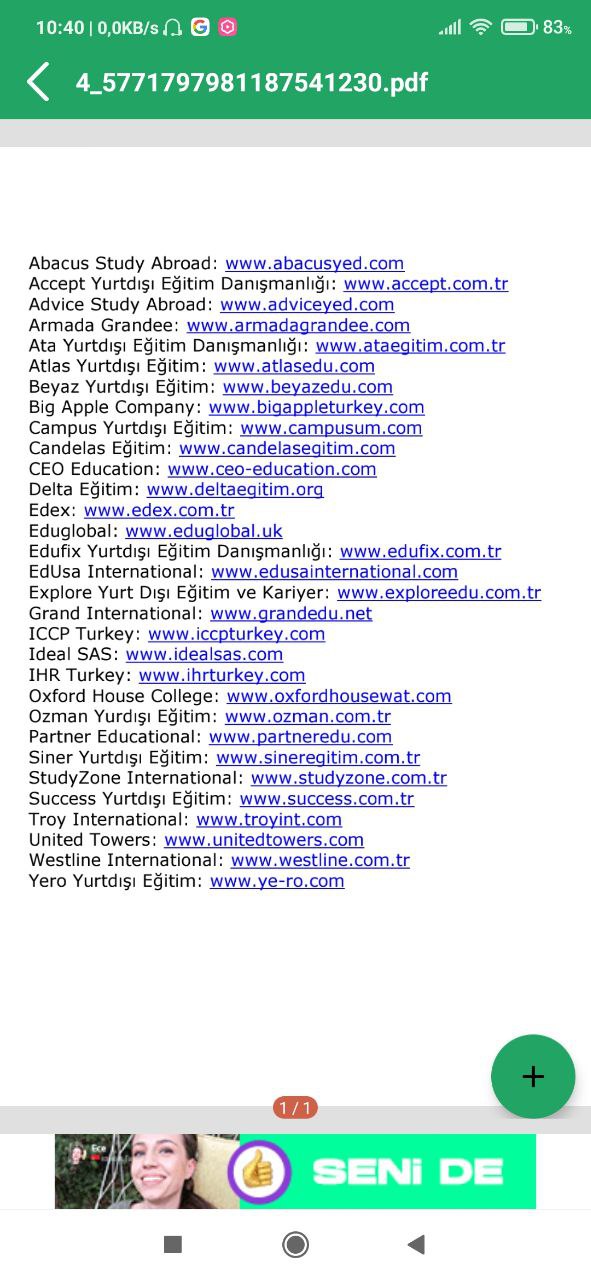 10:40 | 0,0KB/s
83%
4_5771797981187541230.pdf
Abacus Study Abroad: www.abacusyed.com
Accept Yurtdışı Eğitim Danışmanlığı: www.accept.com.tr
Advice Study Abroad: www.adviceyed.com
Armada Grandee: www.armadagrandee.com
Ata Yurtdışı Eğitim Danışmanlığı: www.ataegitim.com.tr
Atlas Yurtdışı Eğitim: www.atlasedu.com
Beyaz Yurtdışı Eğitim: www.beyazedu.com
Big Apple Company: www.bigappleturkey.com
Campus Yurtdışı Eğitim: www.campusum.com
Candelas Eğitim: www.candelasegitim.com
CEO Education: www.ceo-education.com
Delta Eğitim: www.deltaegitim.org
Edex: www.edex.com.tr
Eduglobal: www.eduglobal.uk
Edufix Yurtdışı Eğitim Danışmanlığı: www.edufix.com.tr
EdUsa International: www.edusainternational.com
Explore Yurt Dışı Eğitim ve Kariyer: www.exploreedu.com.tr
Grand International: www.grandedu.net
ICCP Turkey: www.iccpturkey.com
Ideal SAS: www.idealsas.com
IHR Turkey: www.ihrturkey.com
Oxford House College: www.oxfordhousewat.com
Ozman Yurdışı Eğitim: www.ozman.com.tr
Partner Educational: www.partneredu.com
Siner Yurtdışı Eğitim: www.sineregitim.com.tr
StudyZone International: www.studyzone.com.tr
Success Yurtdışı Eğitim: www.success.com.tr
Troy International: www.troyint.com
United Towers: www.unitedtowers.com
Westline International: www.westline.com.tr
Yero Yurtdışı Eğitim: www.ye-ro.com
+
1 / 1
Ece
SENİ DE